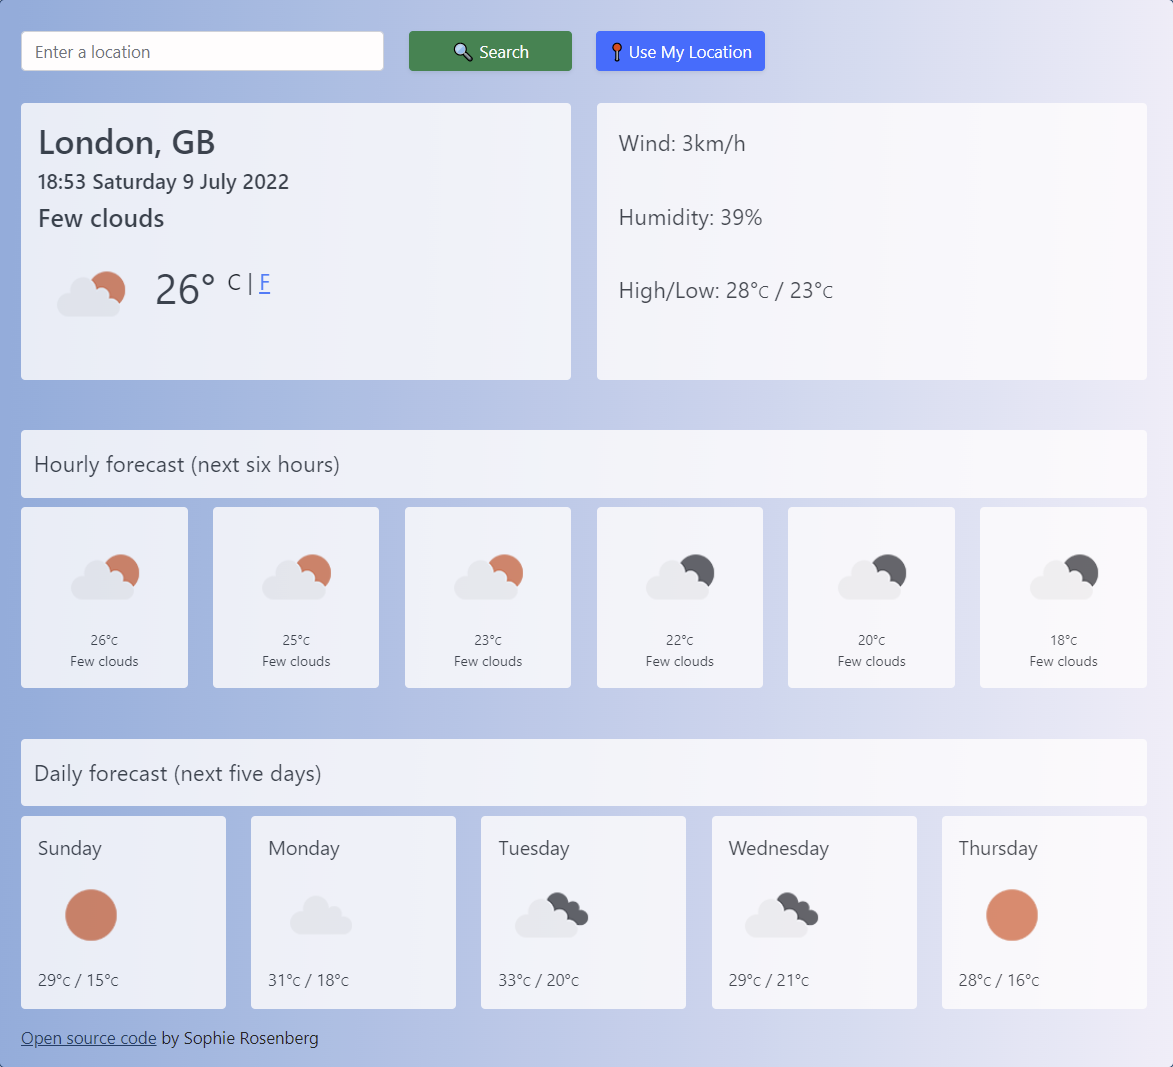 Enter a location
Search
Use My Location
London, GB
18:53 Saturday 9 July 2022
Few clouds
26° C | F
Wind: 3km/h
Humidity: 39%
High/Low: 28°C / 23°C
Hourly forecast (next six hours)
26°C
Few clouds
25°C
Few clouds
23°C
Few clouds
22°C
Few clouds
20°C
Few clouds
18°C
Few clouds
Daily forecast (next five days)
Sunday
29°C / 15°C
Monday
31°C / 18°C
Tuesday
33°C / 20°C
Wednesday
29°C / 21°C
Thursday
28°C / 16°C
Open source code by Sophie Rosenberg